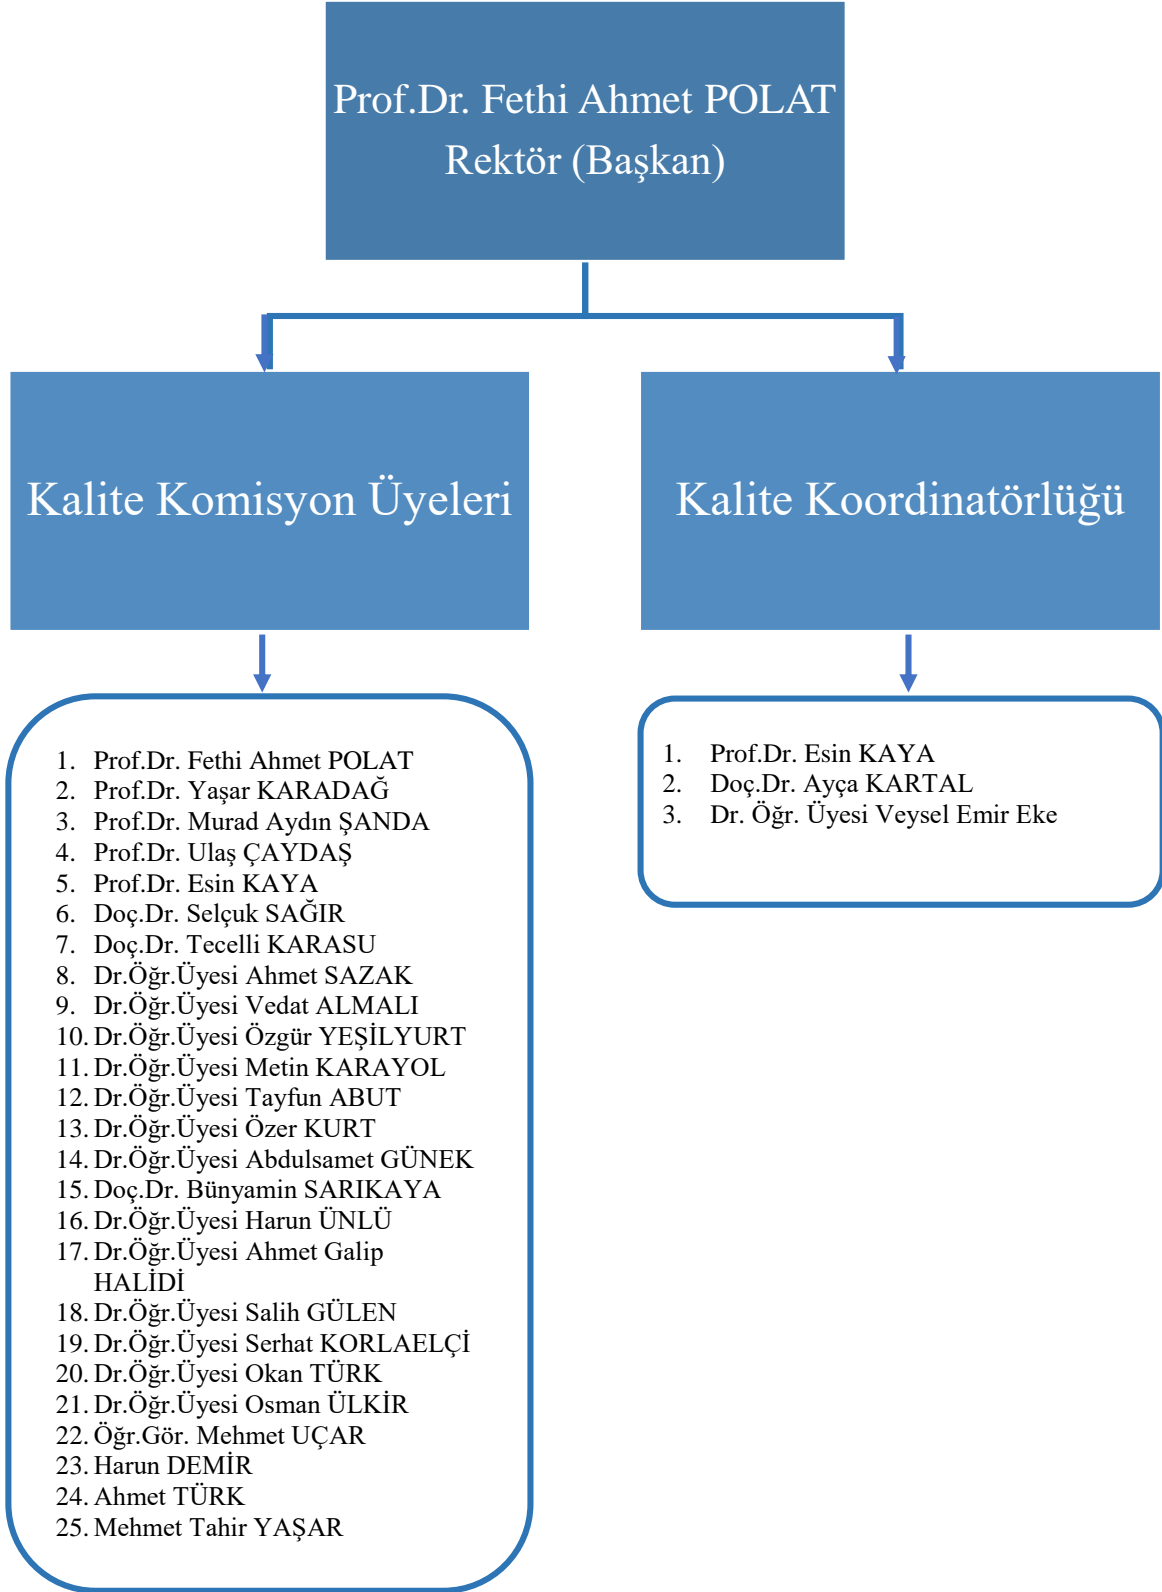 Prof.Dr. Fethi Ahmet POLAT
Rektör (Başkan)
Kalite Komisyon Üyeleri
Kalite Koordinatörlüğü
1. Prof.Dr. Fethi Ahmet POLAT
2. Prof.Dr. Yaşar KARADAĞ
3. Prof.Dr. Murad Aydın ŞANDA
4. Prof.Dr. Ulaş ÇAYDAŞ
5. Prof.Dr. Esin KAYA
6. Doç.Dr. Selçuk SAĞIR
7. Doç.Dr. Tecelli KARASU
8. Dr.Öğr.Üyesi Ahmet SAZAK
9. Dr.Öğr.Üyesi Vedat ALMALI
10. Dr.Öğr.Üyesi Özgür YEŞİLYURT
11. Dr.Öğr.Üyesi Metin KARAYOL
12. Dr.Öğr.Üyesi Tayfun ABUT
13. Dr.Öğr.Üyesi Özer KURT
14. Dr.Öğr.Üyesi Abdulsamet GÜNEK
15. Doç.Dr. Bünyamin SARIKAYA
16. Dr.Öğr.Üyesi Harun ÜNLÜ
17. Dr.Öğr.Üyesi Ahmet Galip
HALİDİ
18. Dr.Öğr.Üyesi Salih GÜLEN
19. Dr.Öğr.Üyesi Serhat KORLAELÇİ
20. Dr.Öğr.Üyesi Okan TÜRK
21. Dr.Öğr.Üyesi Osman ÜLKİR
22. Öğr.Gör. Mehmet UÇAR
23. Harun DEMİR
24. Ahmet TÜRK
25. Mehmet Tahir YAŞAR
1. Prof.Dr. Esin KAYA
2. Doç.Dr. Ayça KARTAL
3. Dr. Öğr. Üyesi Veysel Emir Eke